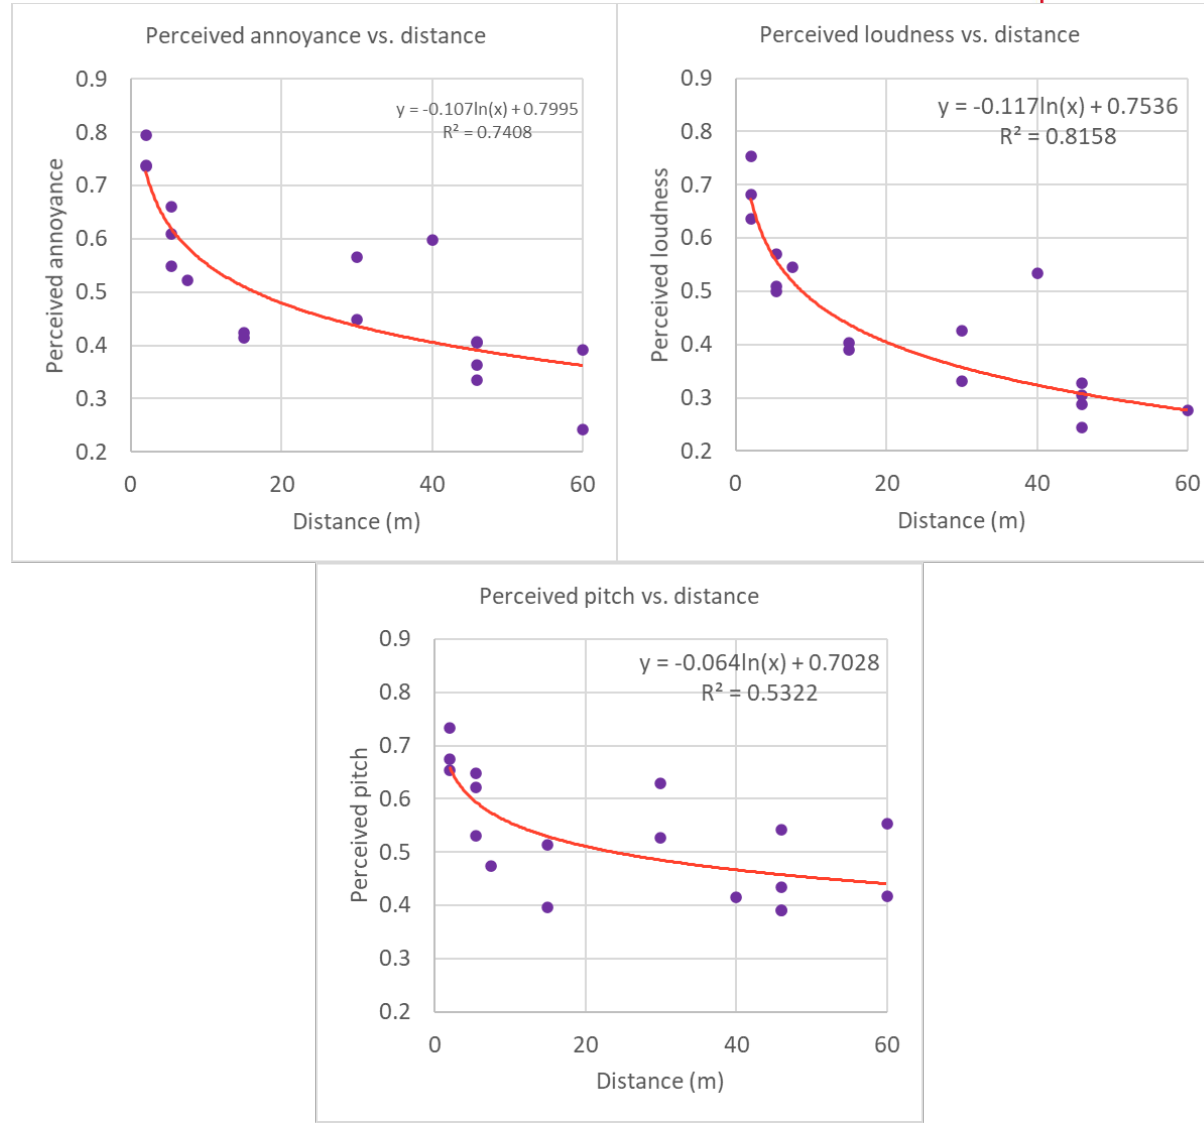 Perceived annoyance vs. distance
y = -0.107ln(x) + 0.7995
R² = 0.7408
Perceived annoyance
0.9
0.8
0.7
0.6
0.5
0.4
0.3
0.2
0 20 40 60
Distance (m)
Perceived loudness vs. distance
y = -0.117ln(x) + 0.7536
R² = 0.8158
Perceived loudness
0.9
0.8
0.7
0.6
0.5
0.4
0.3
0.2
0 20 40 60
Distance (m)
Perceived pitch vs. distance
y = -0.064ln(x) + 0.7028
R² = 0.5322
Perceived pitch
0.9
0.8
0.7
0.6
0.5
0.4
0.3
0.2
0 20 40 60
Distance (m)